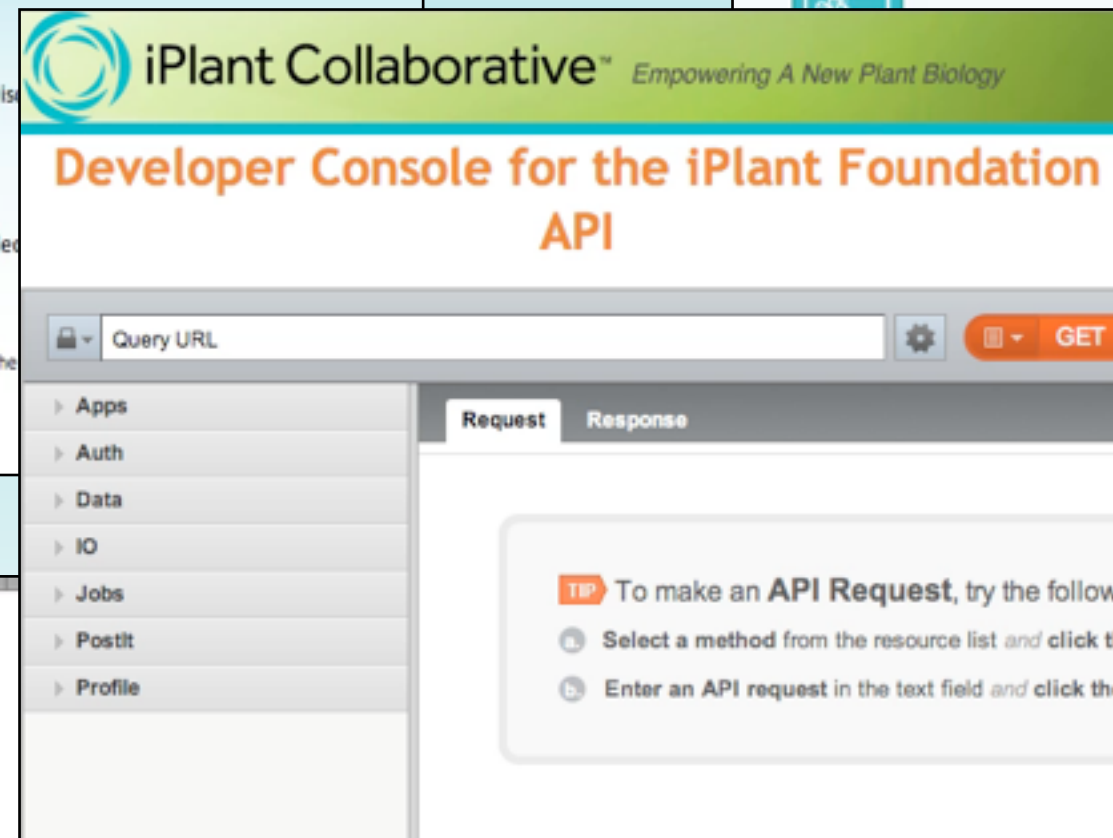 iPlant Collaborative™ Empowering A New Plant Biology
Developer Console for the iPlant Foundation
API
Query URL
GET
Apps
Auth
Data
IO
Jobs
PostIt
Profile
Request Response
TIP To make an API Request, try the follow
a. Select a method from the resource list and click t
b. Enter an API request in the text field and click the